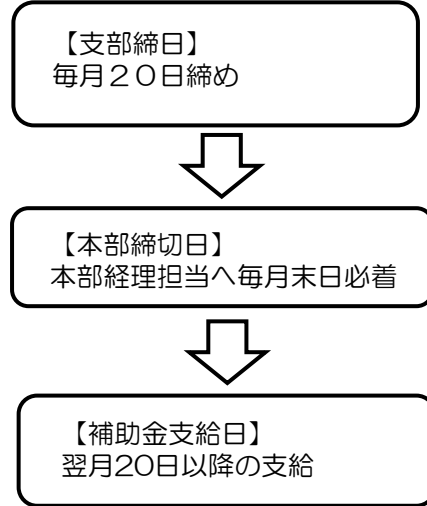 【支部締日】
毎月２０日締め
【本部締切日】
本部経理担当へ毎月末日必着
【補助金支給日】
翌月20日以降の支給